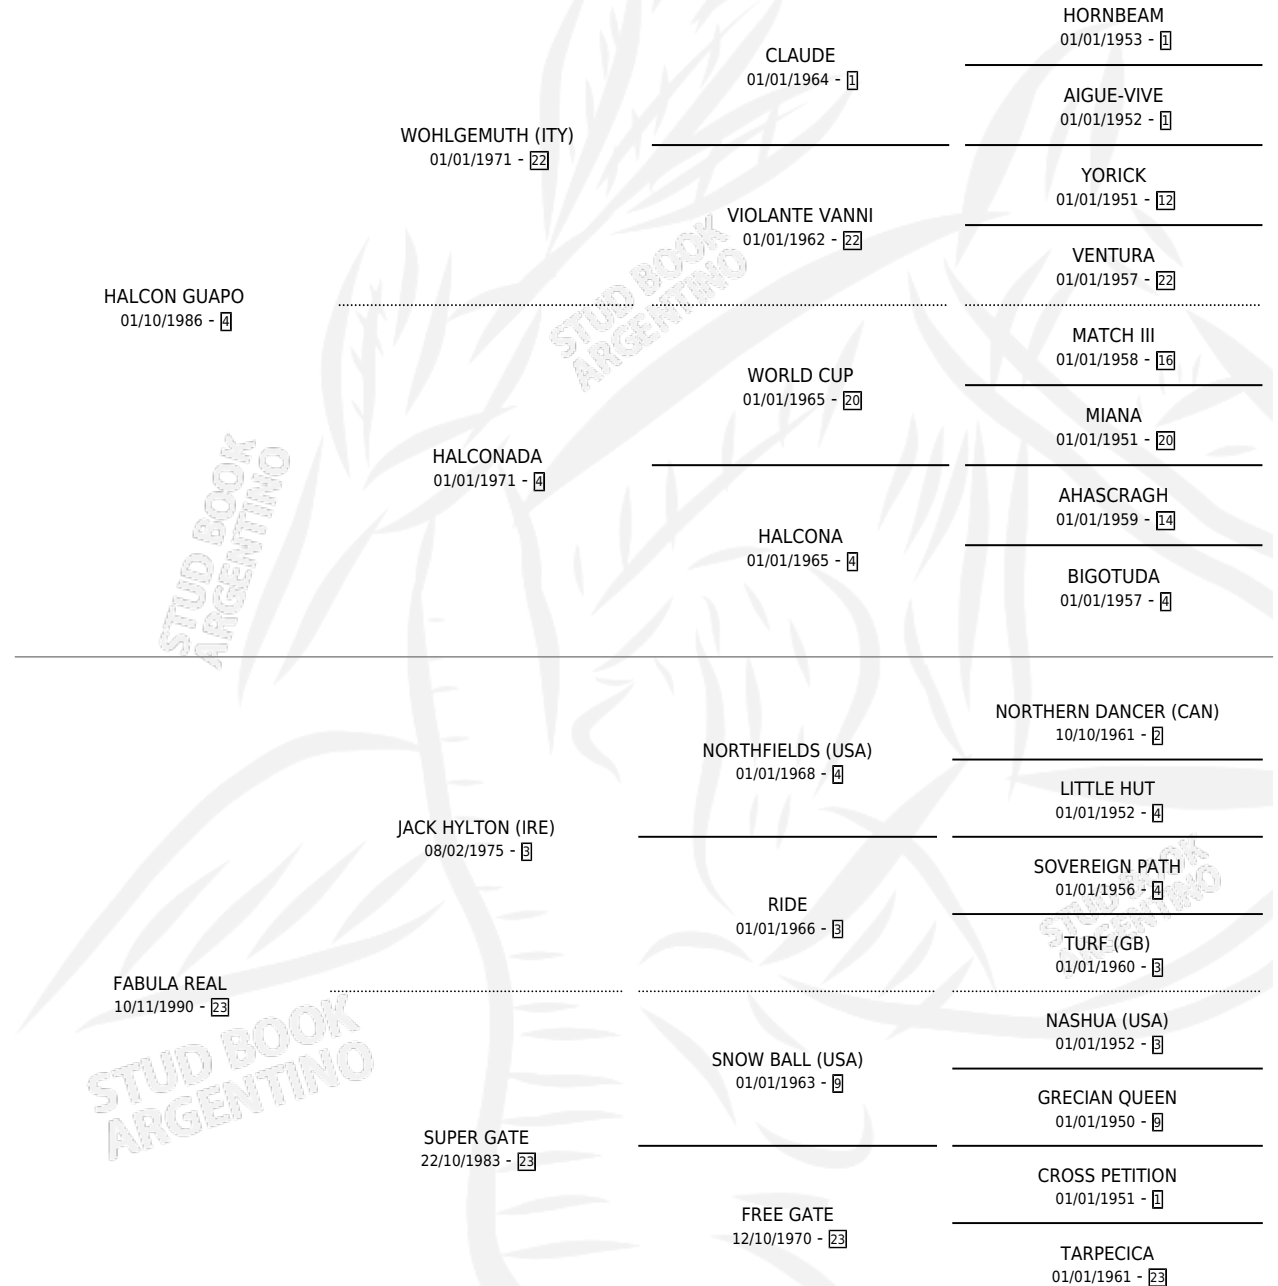 HORNBEAM
01/01/1953 - 1
CLAUDE
01/01/1964 - 1
AIGUE-VIVE
01/01/1952 - 1
WOHLGEMUTH (ITY)
01/01/1971 - 22
YORICK
01/01/1951 - 12
VIOLANTE VANNI
01/01/1962 - 22
VENTURA
01/01/1957 - 22
HALCON GUAPO
01/10/1986 - 4
MATCH III
01/01/1958 - 16
WORLD CUP
01/01/1965 - 20
MIANA
01/01/1951 - 20
HALCONADA
01/01/1971 - 4
AHASCRAGH
01/01/1959 - 14
HALCONA
01/01/1965 - 4
BIGOTUDA
01/01/1957 - 4
STUD BOOK
ARGENTINO
STUD BOOK
ARGENTINO
NORTHERN DANCER (CAN)
10/10/1961 - 2
NORTHFIELDS (USA)
01/01/1968 - 4
LITTLE HUT
01/01/1952 - 4
JACK HYLTON (IRE)
08/02/1975 - 3
SOVEREIGN PATH
01/01/1956 - 4
RIDE
01/01/1966 - 3
TURF (GB)
01/01/1960 - 3
STUD BOOK
ARGENTINO
FABULA REAL
10/11/1990 - 23
NASHUA (USA)
01/01/1952 - 3
SNOW BALL (USA)
01/01/1963 - 9
GRECIAN QUEEN
01/01/1950 - 9
STUD BOOK
ARGENTINO
SUPER GATE
22/10/1983 - 23
CROSS PETITION
01/01/1951 - 1
FREE GATE
12/10/1970 - 23
TARPECICA
01/01/1961 - 23